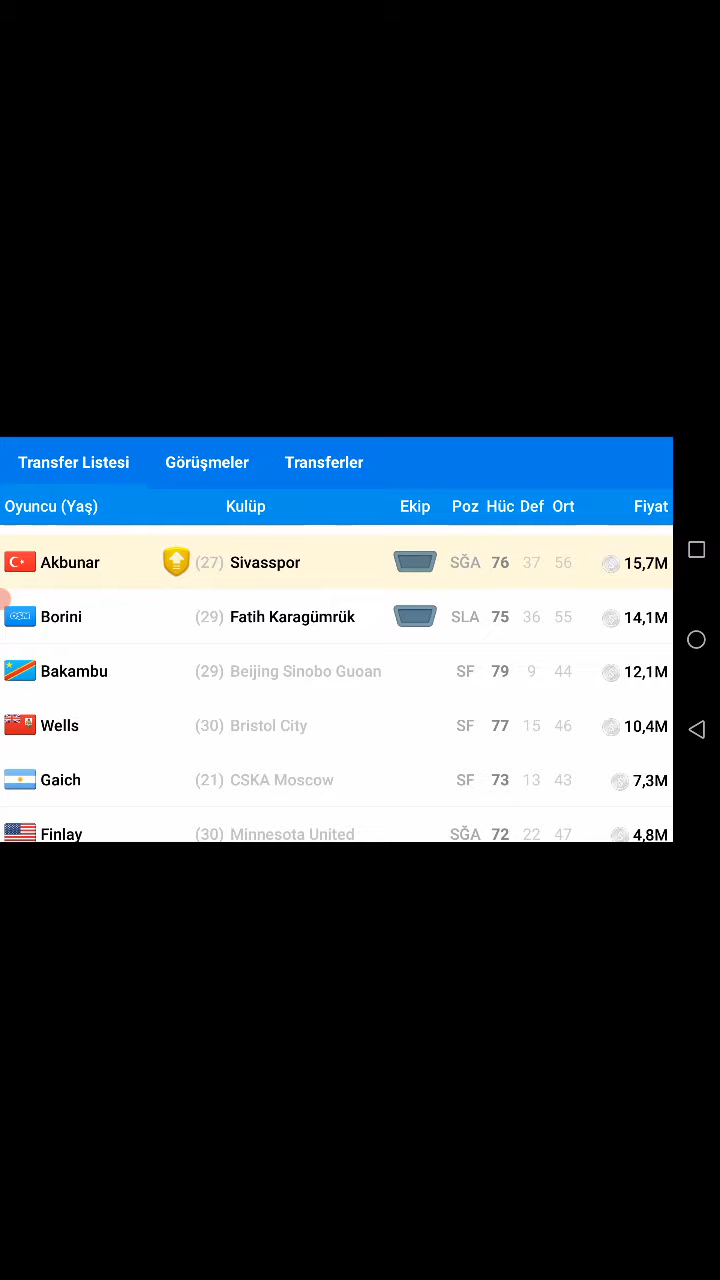 Transfer Listesi Görüşmeler Transferler
Oyuncu (Yaş) Kulüp Ekip Poz Hüc Def Ort Fiyat
Akbunar (27) Sivasspor SĞA 76 37 56 15,7M
OSM Borini (29) Fatih Karagümrük SLA 75 36 55 14,1M
Bakambu (29) Beijing Sinobo Guoan SF 79 9 44 12,1M
Wells (30) Bristol City SF 77 15 46 10,4M
Gaich (21) CSKA Moscow SF 73 13 43 7,3M
Finlay (30) Minnesota United SĞA 72 22 47 4,8M